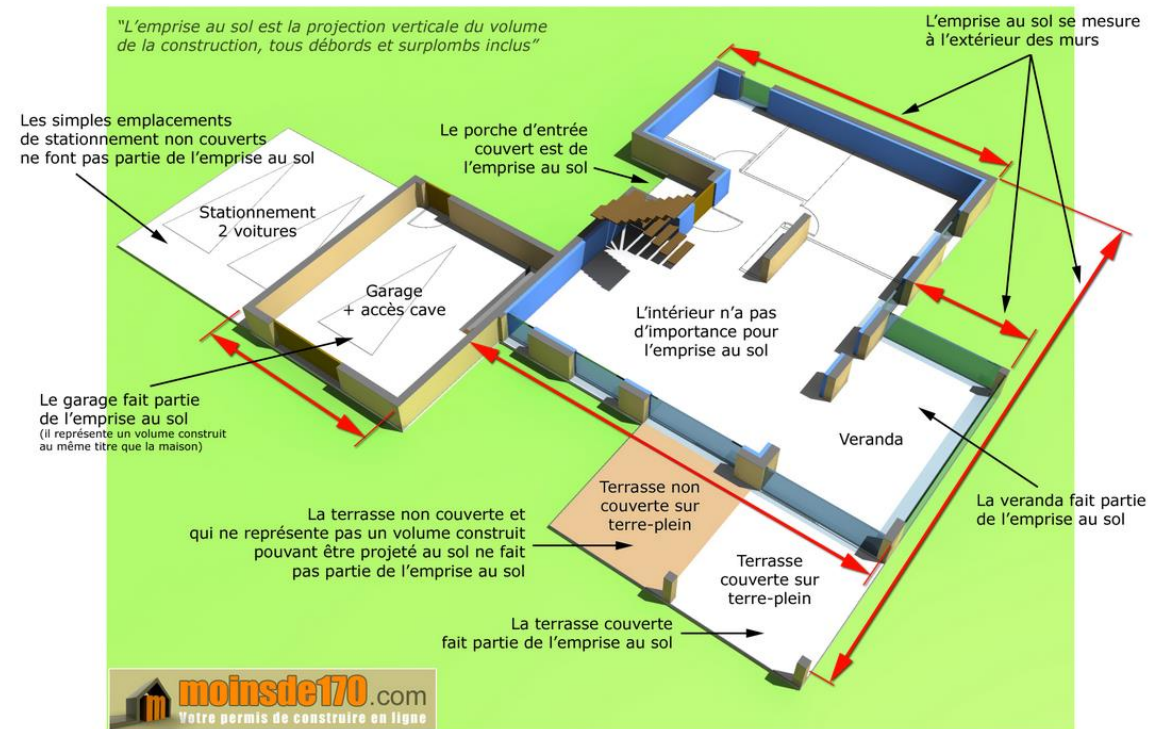 “L’emprise au sol est la projection verticale du volume
de la construction, tous débords et surplombs inclus”
L’emprise au sol se mesure
à l’extérieur des murs
Les simples emplacements
de stationnement non couverts
ne font pas partie de l’emprise au sol
Le porche d’entrée
couvert est de
l’emprise au sol
Stationnement
2 voitures
Garage
+ accès cave
L’intérieur n’a pas
d’importance pour
l’emprise au sol
Le garage fait partie
de l’emprise au sol
(il représente un volume construit
au même titre que la maison)
Veranda
La veranda fait partie
de l’emprise au sol
Terrasse non
couverte sur
terre-plein
La terrasse non couverte et
qui ne représente pas un volume construit
pouvant être projeté au sol ne fait
pas partie de l’emprise au sol
Terrasse
couverte sur
terre-plein
La terrasse couverte
fait partie de l’emprise au sol
m
moinsde170.com
Votre permis de construire en ligne